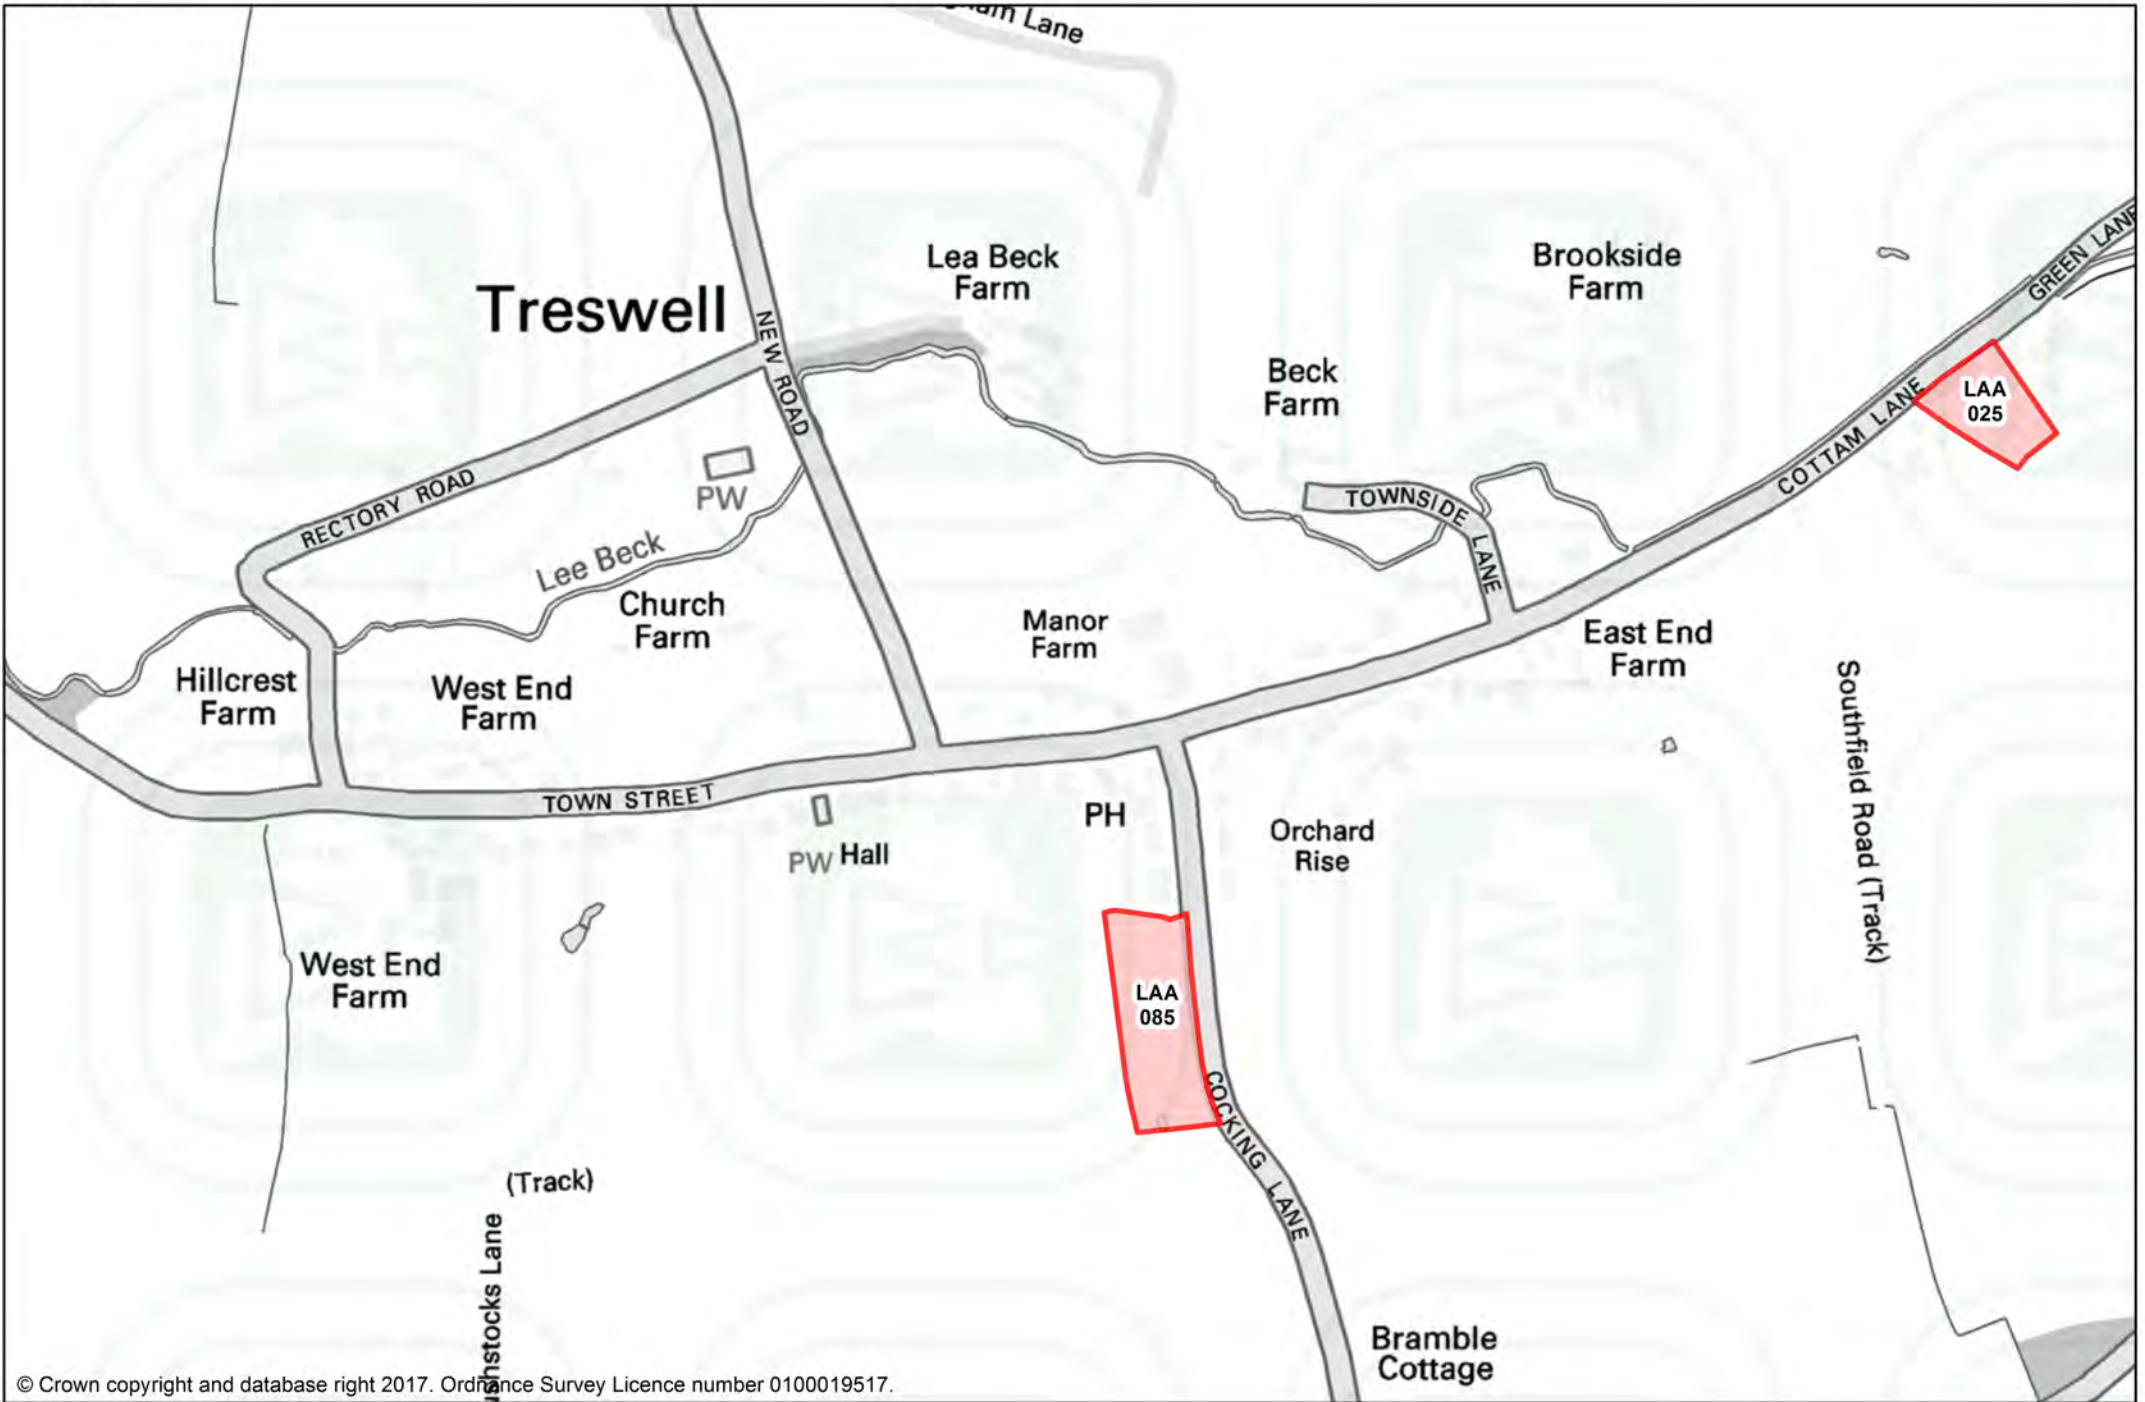 Lane
Lea Beck
Farm
Brookside
Farm
GREEN LANE
Treswell
NEW ROAD
Beck
Farm
LAA
025
COTTAM LANE
RECTORY ROAD
PW
TOWNSIDE LANE
Lee Beck
Church
Farm
Manor
Farm
East End
Farm
Hillcrest
Farm
West End
Farm
Southfield Road (Track)
TOWN STREET
PH
Orchard
Rise
PW Hall
West End
Farm
LAA
085
COCKING LANE
(Track)
Lane
Bramble
Cottage
© Crown copyright and database right 2017. Ordnance Survey Licence number 0100019517.